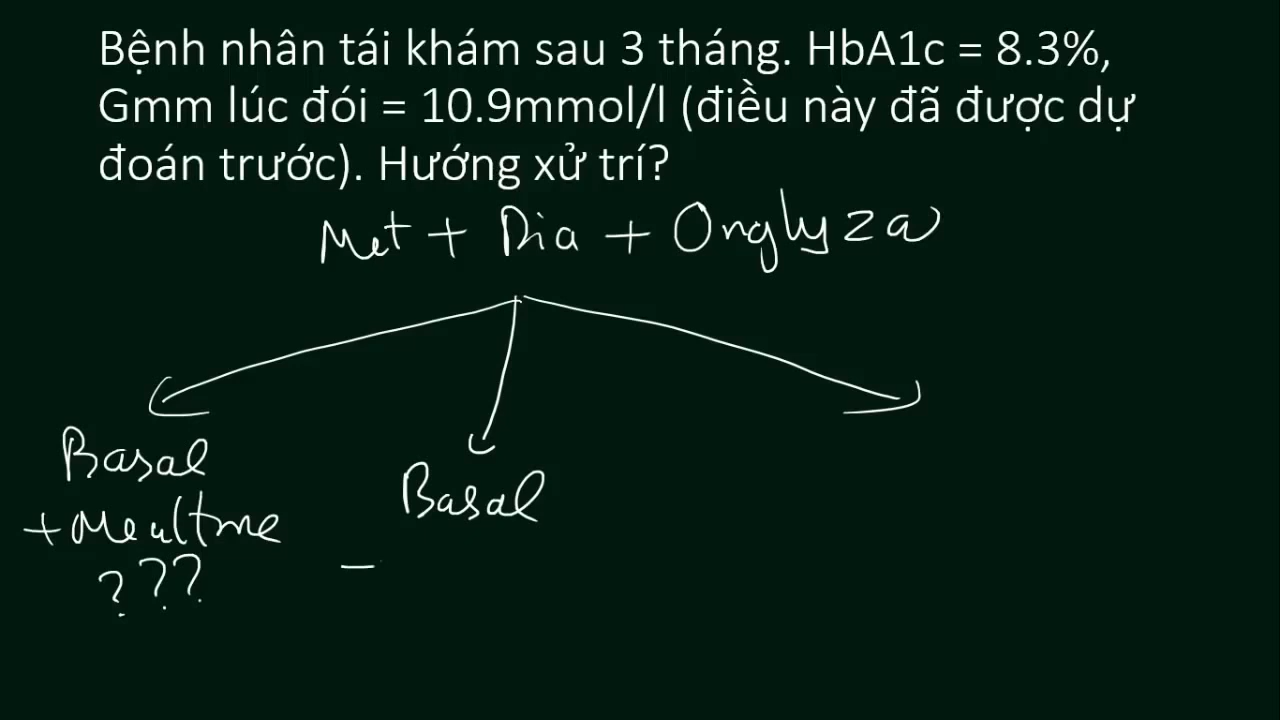 Bệnh nhân tái khám sau 3 tháng. HbA1c = 8.3%,
Gmm lúc đói = 10.9mmol/l (điều này đã được dự
đoán trước). Hướng xử trí?
Met + Dia + Onglyza
Basal
+ Mealtme
???
Basal
-